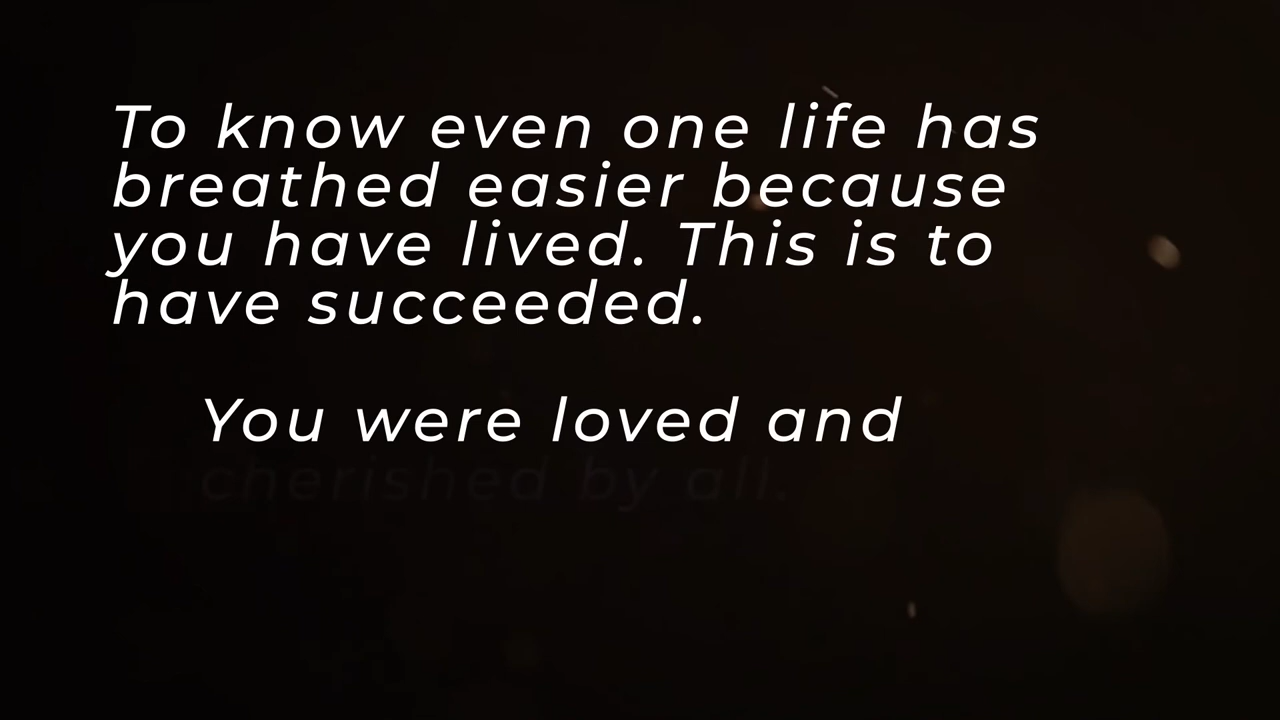 To know even one life has
breathed easier because
you have lived. This is to
have succeeded.
You were loved and
cherished by all.